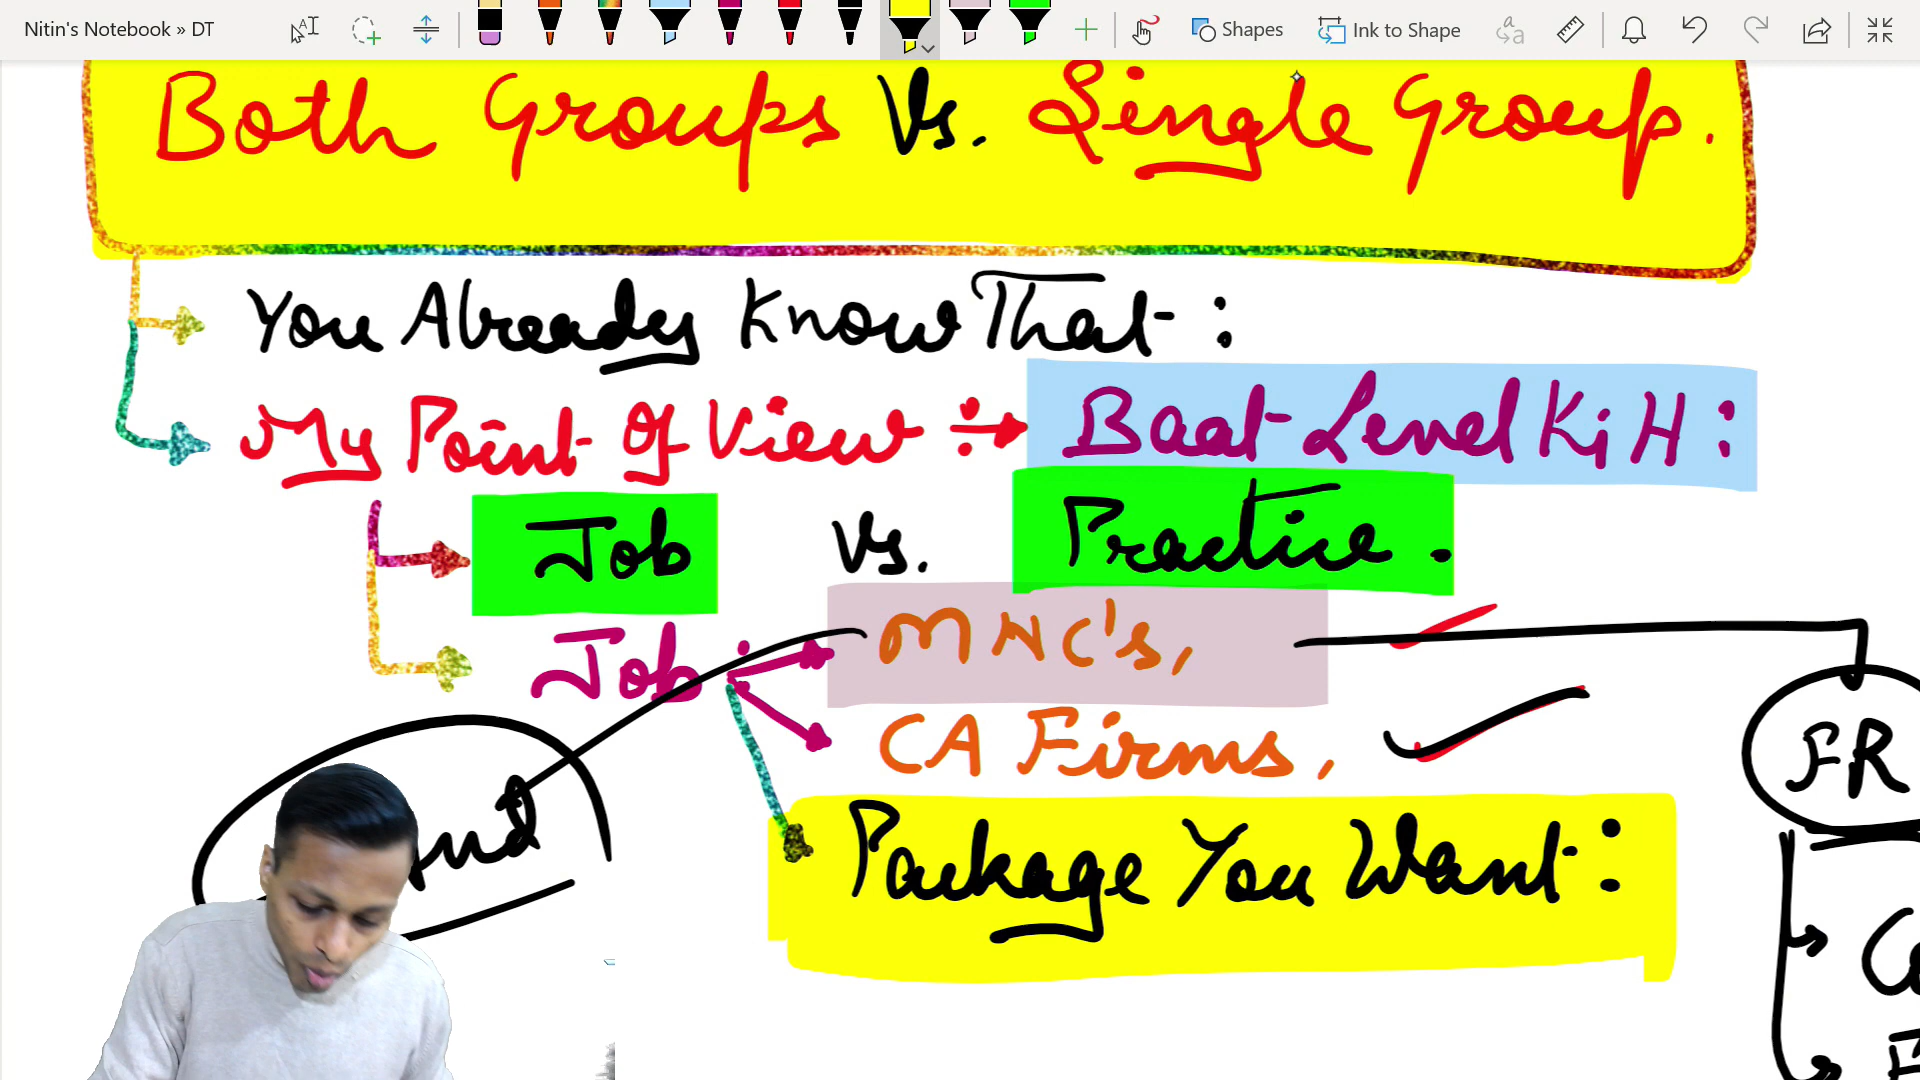 Nitin's Notebook » DT
Shapes
Ink to Shape
Both Groups Vs. Single Group.
You Already Know That :
My Point Of View ÷→ Baat Level Ki H :
Job Vs. Practice.
Job : MNC's,
CA Firms,
FR
Package You Want :